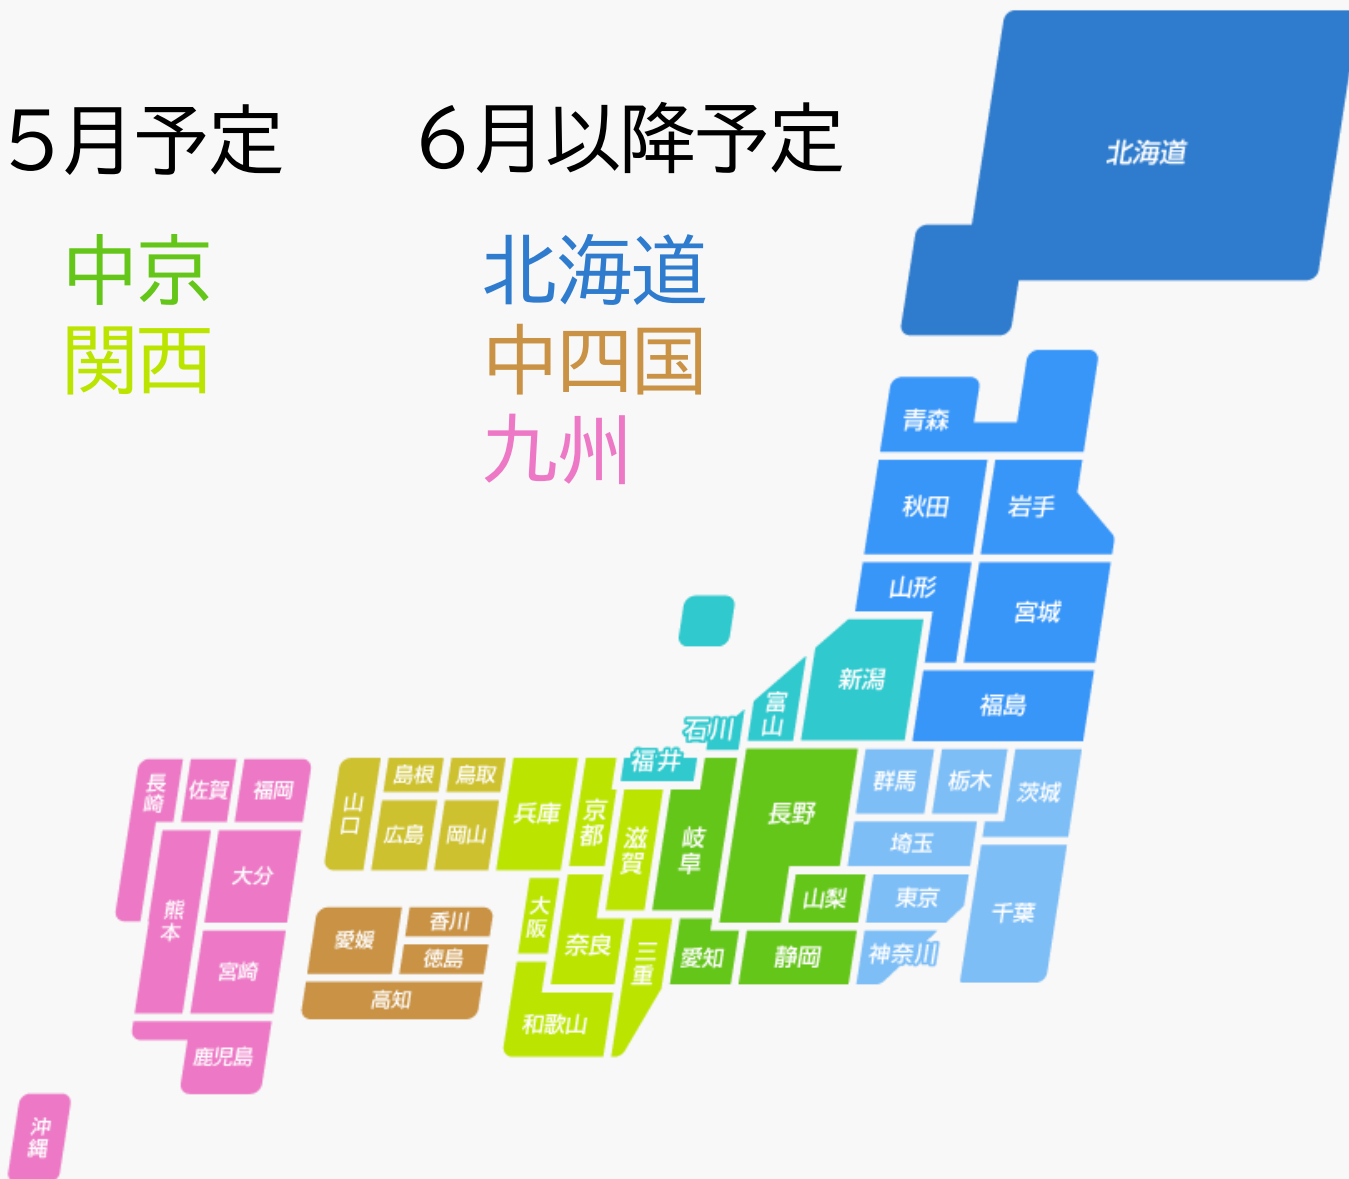 5月予定
中京
関西
6月以降予定
北海道
中四国
九州
北海道
青森
秋田
岩手
山形
宮城
新潟
富山
福島
石川
福井
群馬
栃木
茨城
長野
埼玉
山梨
東京
千葉
神奈川
静岡
愛知
岐阜
滋賀
京都
兵庫
大阪
奈良
三重
和歌山
鳥取
島根
岡山
広島
山口
香川
愛媛
徳島
高知
福岡
佐賀
長崎
大分
熊本
宮崎
鹿児島
沖縄